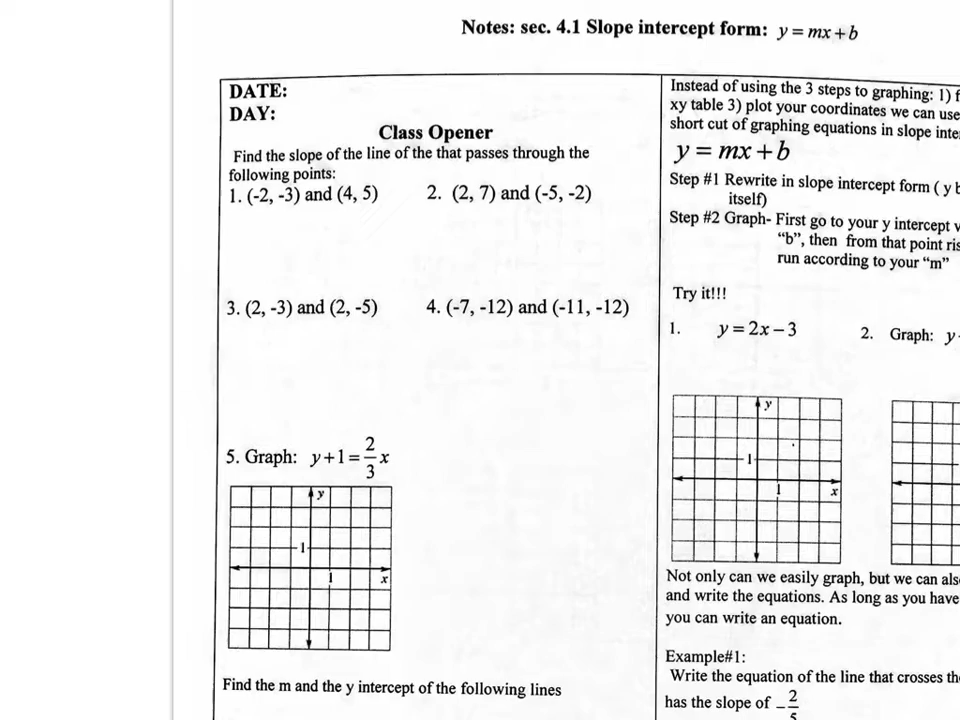 Notes: sec. 4.1 Slope intercept form: y = mx + b
DATE:
DAY:
Class Opener
Find the slope of the line of the that passes through the
following points:
1. (-2, -3) and (4, 5) 2. (2, 7) and (-5, -2)
3. (2, -3) and (2, -5) 4. (-7, -12) and (-11, -12)
5. Graph: y + 1 = 2/3 x
y
1
1 x
Find the m and the y intercept of the following lines
Instead of using the 3 steps to graphing: 1) f
xy table 3) plot your coordinates we can use
short cut of graphing equations in slope inte
y = mx + b
Step #1 Rewrite in slope intercept form ( y b
itself)
Step #2 Graph- First go to your y intercept v
“b”, then from that point ris
run according to your “m”
Try it!!!
1. y = 2x – 3 2. Graph: y
y
1
1 x
Not only can we easily graph, but we can als
and write the equations. As long as you have
you can write an equation.
Example#1:
Write the equation of the line that crosses th
has the slope of -2/5